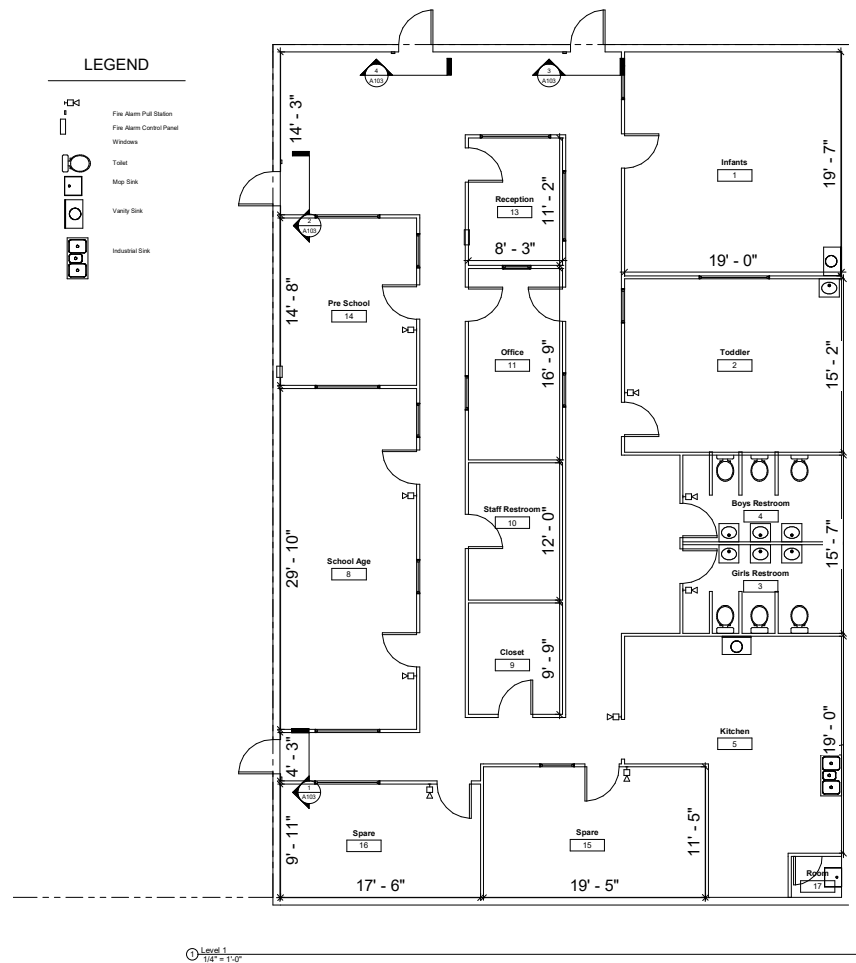 LEGEND
Fire Alarm Pull Station
Fire Alarm Control Panel
Windows
Toilet
Mop Sink
Vanity Sink
Industrial Sink
4
A103
3
A103
14' - 3"
Infants
1
19' - 7"
19' - 0"
Reception
13
11' - 2"
8' - 3"
2
A103
Pre School
14
14' - 8"
Office
11
16' - 9"
Toddler
2
15' - 2"
Staff Restroom
10
12' - 0"
Boys Restroom
4
15' - 7"
Girls Restroom
3
School Age
8
29' - 10"
Closet
9
9' - 9"
Kitchen
5
19' - 0"
4' - 3"
1
A103
Spare
16
9' - 11"
17' - 6"
Spare
15
11' - 5"
19' - 5"
Room
17
1
Level 1
1/4" = 1'-0"